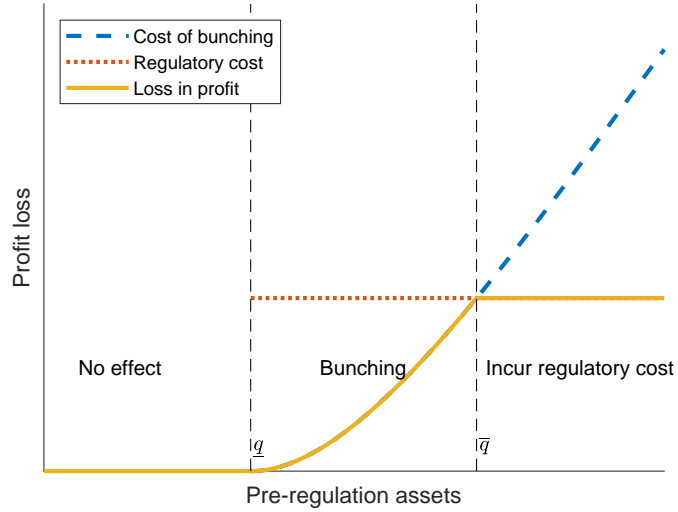 Cost of bunching
Regulatory cost
Loss in profit
Profit loss
No effect
Bunching
Incur regulatory cost
q̲
q̅
Pre-regulation assets